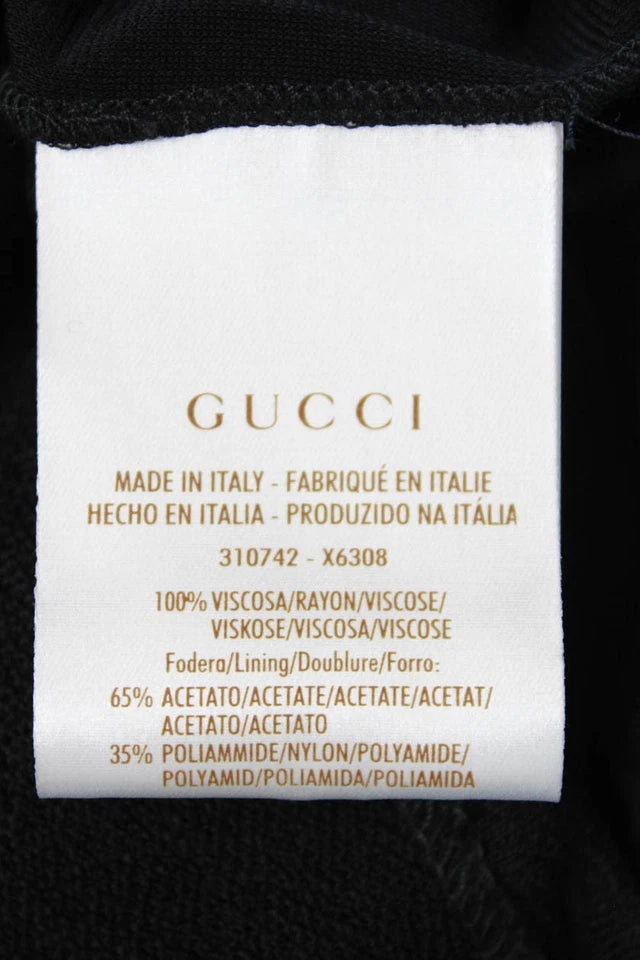 GUCCI
MADE IN ITALY - FABRIQUÉ EN ITALIE
HECHO EN ITALIA - PRODUZIDO NA ITÁLIA
310742 - X6308
100% VISCOSA/RAYON/VISCOSE/
VISKOSE/VISCOSA/VISCOSE
Fodera/Lining/Doublure/Forro:
65% ACETATO/ACETATE/ACETATE/ACETAT/
ACETATO/ACETATO
35% POLIAMMIDE/NYLON/POLYAMIDE/
POLYAMID/POLIAMIDA/POLIAMIDA